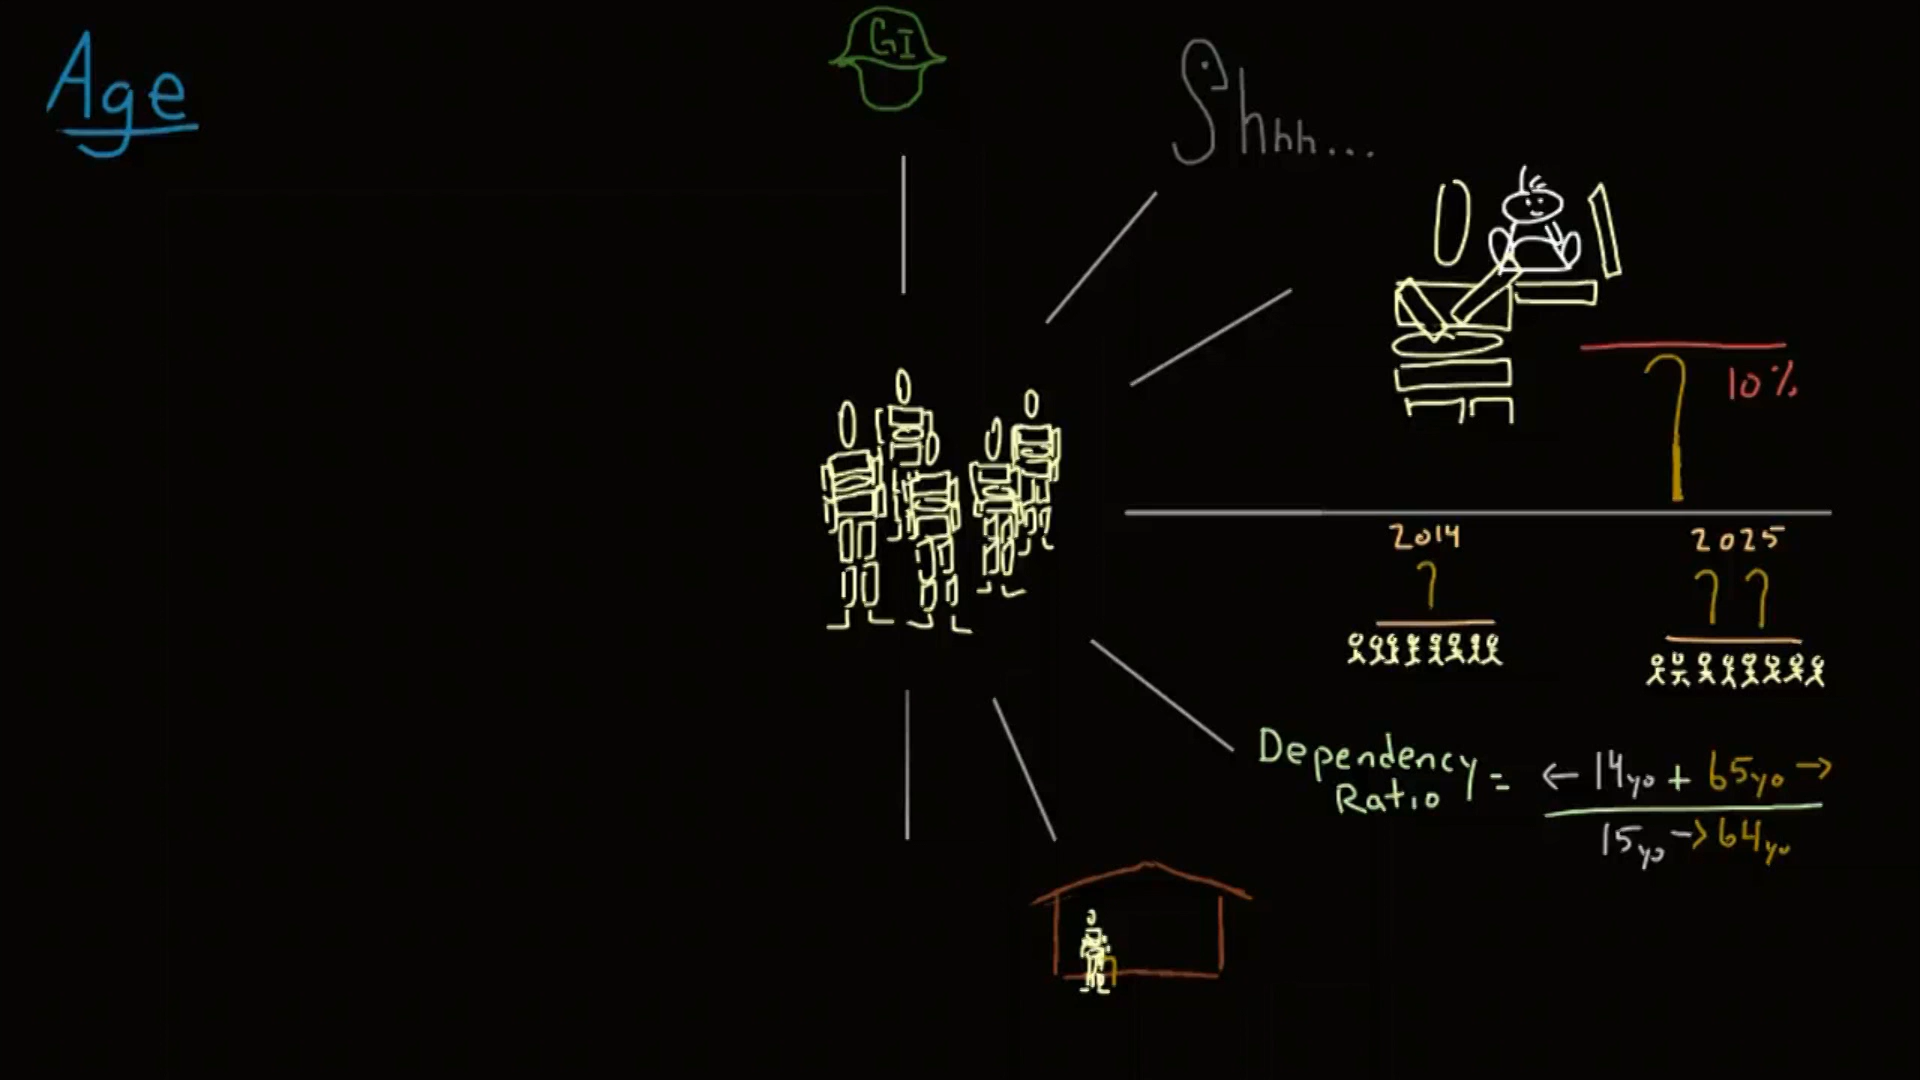 Age
GI
Shhh...
10%
2014
2025
Dependency
Ratio
= ← 14yo + 65yo →
15yo → 64yo